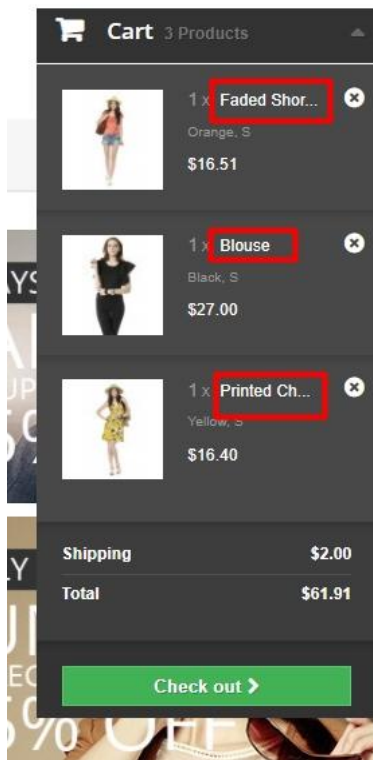 Cart 3 Products
1 x Faded Shor...
Orange, S
$16.51
1 x Blouse
Black, S
$27.00
1 x Printed Ch...
Yellow, S
$16.40
Shipping $2.00
Total $61.91
Check out
% OFF